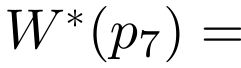 W*(p₇) =